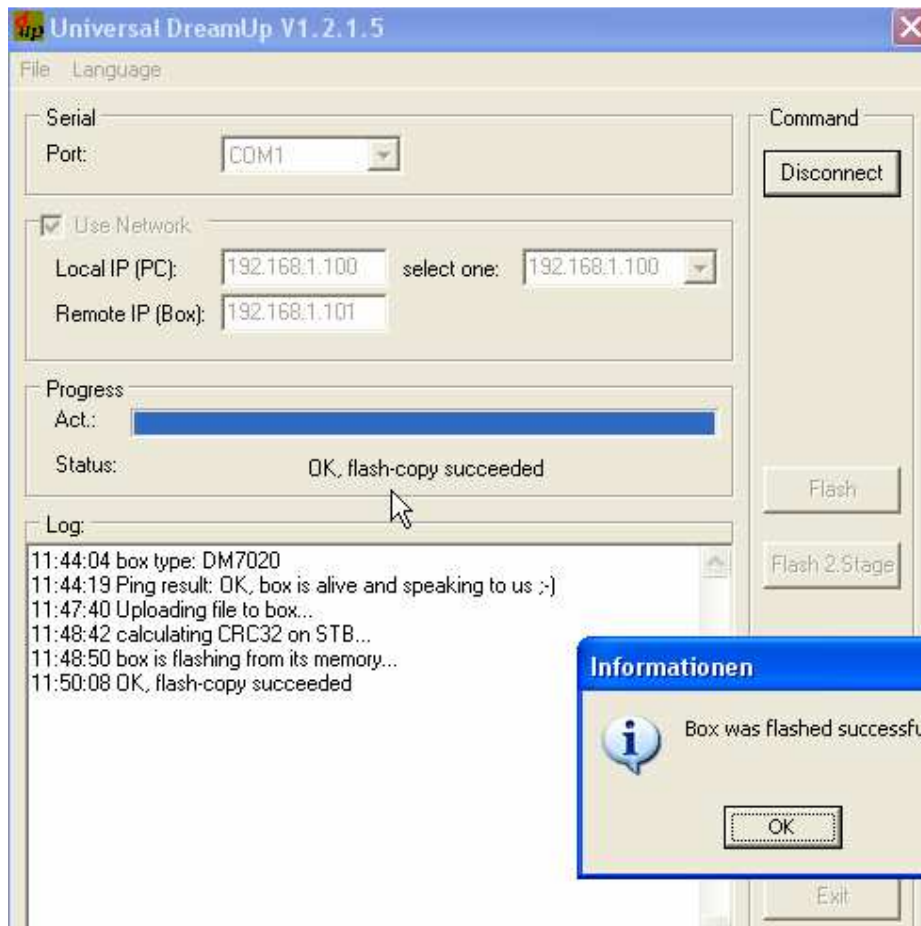 dup Universal DreamUp V1.2.1.5
File Language
Serial
Port: COM1
Command
Disconnect
Use Network
Local IP (PC): 192.168.1.100 select one: 192.168.1.100
Remote IP (Box): 192.168.1.101
Progress
Act.:
Status: OK, flash-copy succeeded
Flash
Flash 2.Stage
Log:
11:44:04 box type: DM7020
11:44:19 Ping result: OK, box is alive and speaking to us ;-)
11:47:40 Uploading file to box...
11:48:42 calculating CRC32 on STB...
11:48:50 box is flashing from its memory...
11:50:08 OK, flash-copy succeeded
Informationen
Box was flashed successfu
OK
Exit